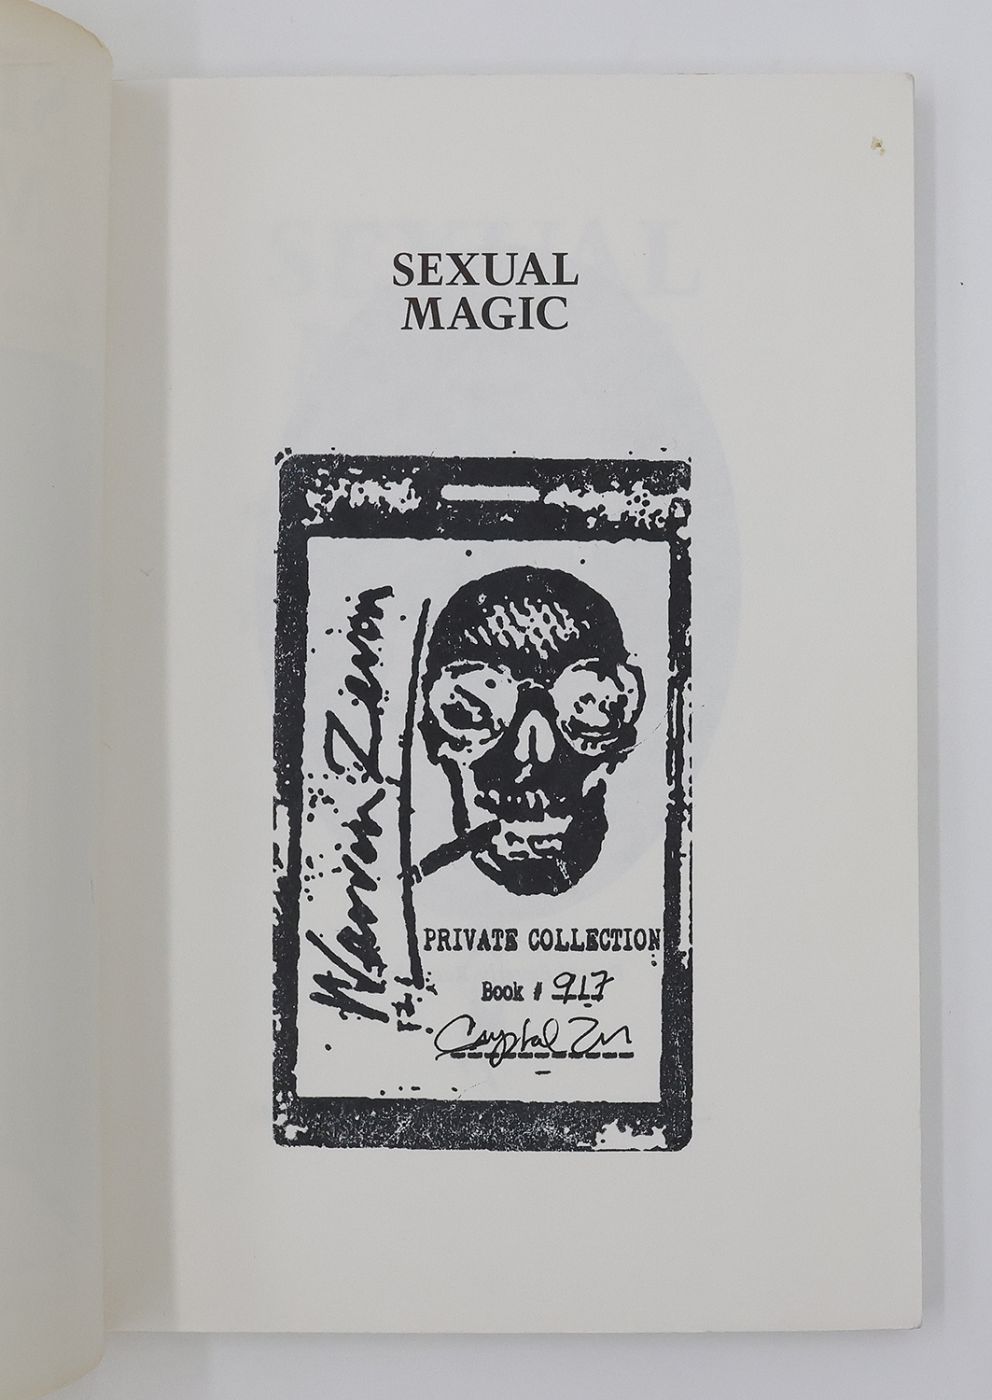 SEXUAL
MAGIC
Warren Zevon
PRIVATE COLLECTION
Book # 917
Crystal Zevon